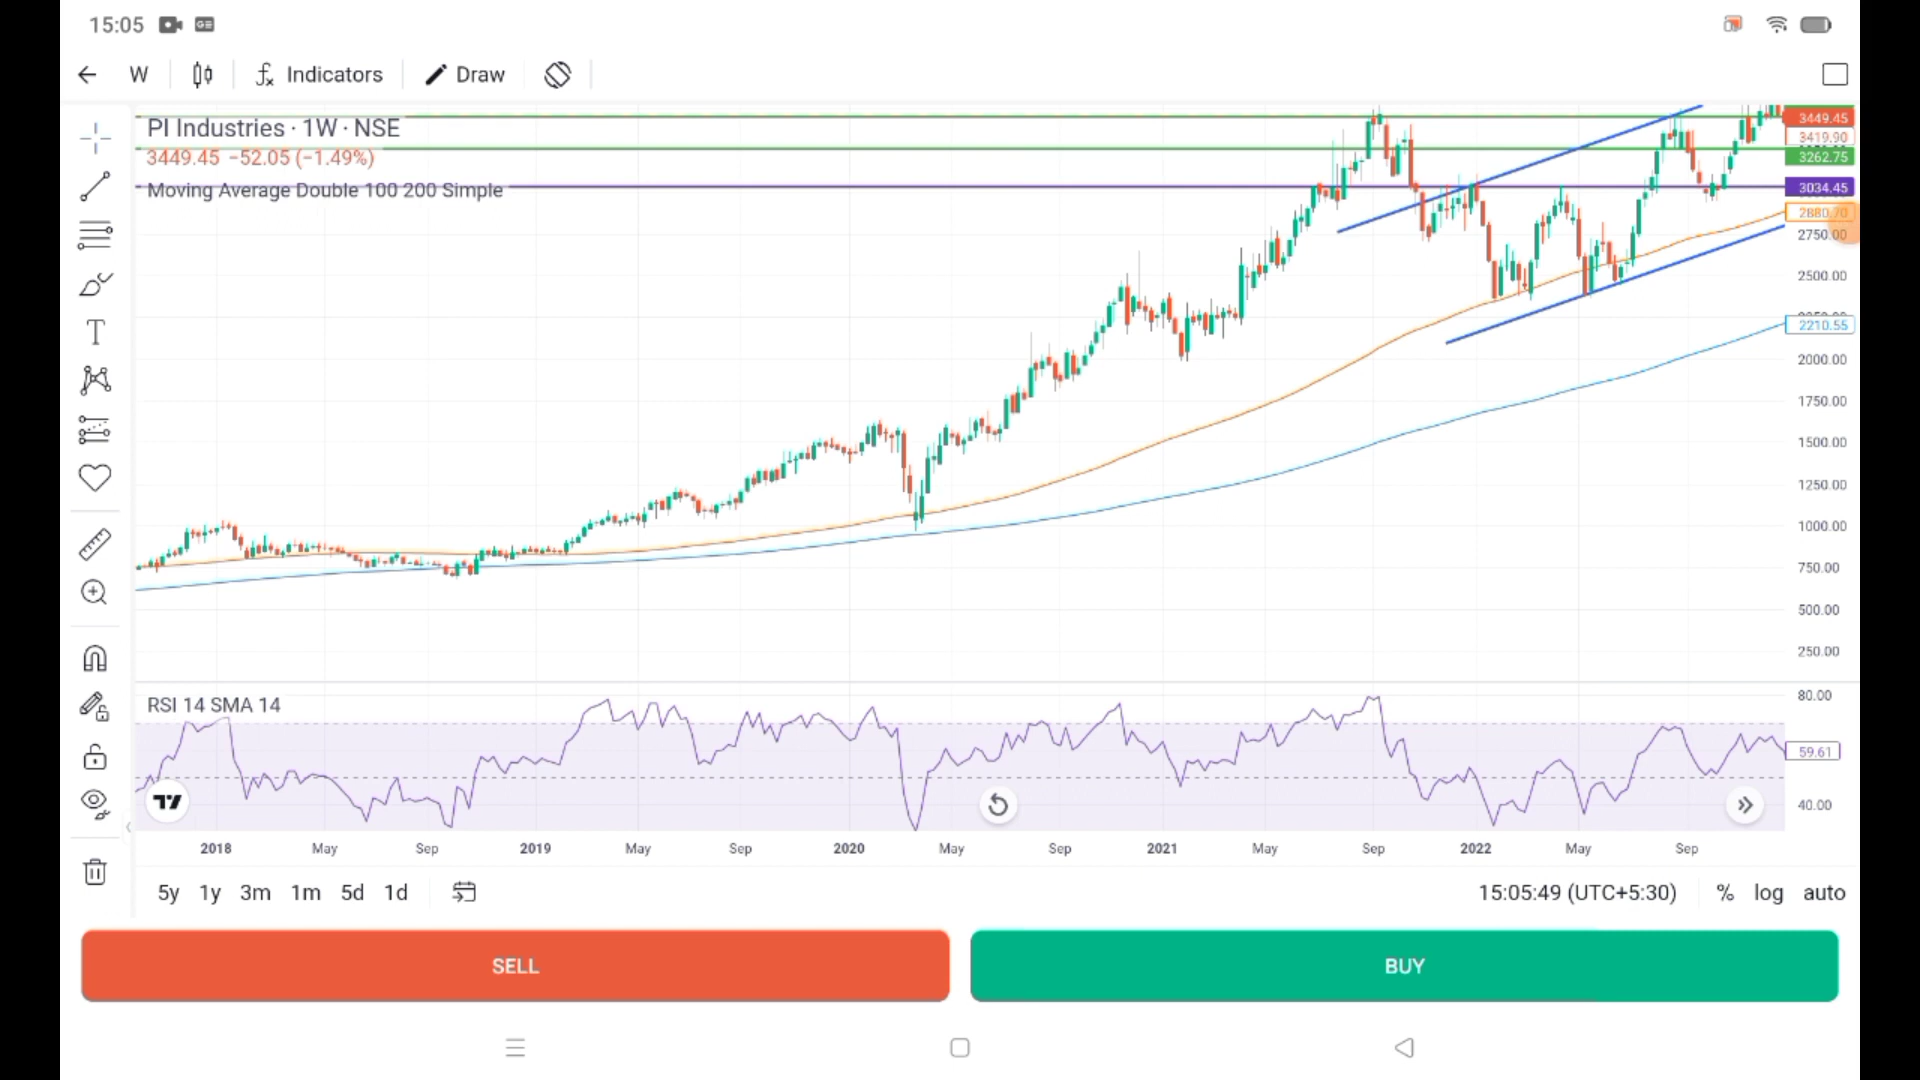 15:05
W Indicators Draw
PI Industries · 1W · NSE
3449.45 −52.05 (−1.49%)
Moving Average Double 100 200 Simple
3449.45
3419.90
3262.75
3034.45
2880.70
2750.00
2500.00
2210.55
2000.00
1750.00
1500.00
1250.00
1000.00
750.00
500.00
250.00
RSI 14 SMA 14
80.00
59.61
40.00
2018 May Sep 2019 May Sep 2020 May Sep 2021 May Sep 2022 May Sep
5y 1y 3m 1m 5d 1d 15:05:49 (UTC+5:30) % log auto
SELL BUY